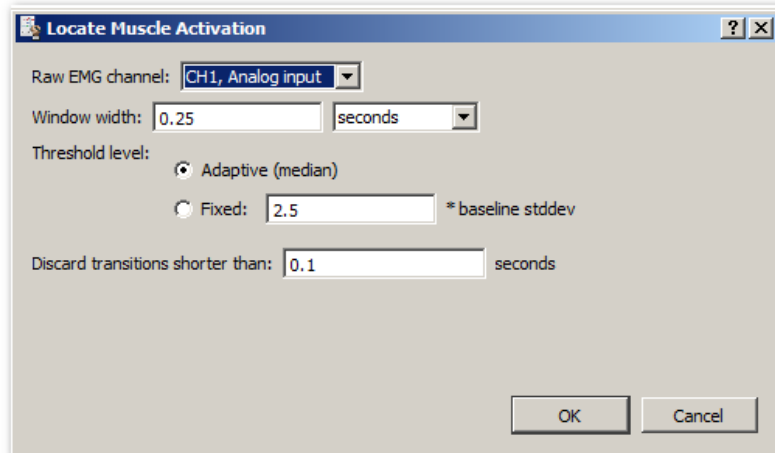 Locate Muscle Activation
Raw EMG channel: CH1, Analog input
Window width: 0.25 seconds
Threshold level:
Adaptive (median)
Fixed: 2.5 * baseline stddev
Discard transitions shorter than: 0.1 seconds
OK Cancel